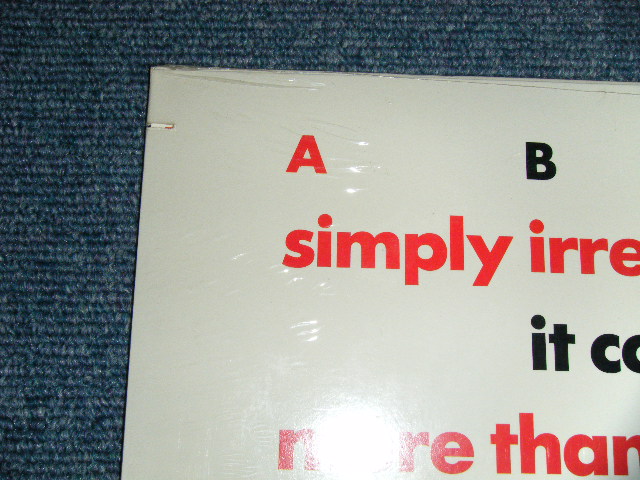 A B
simply irre
it co
more than